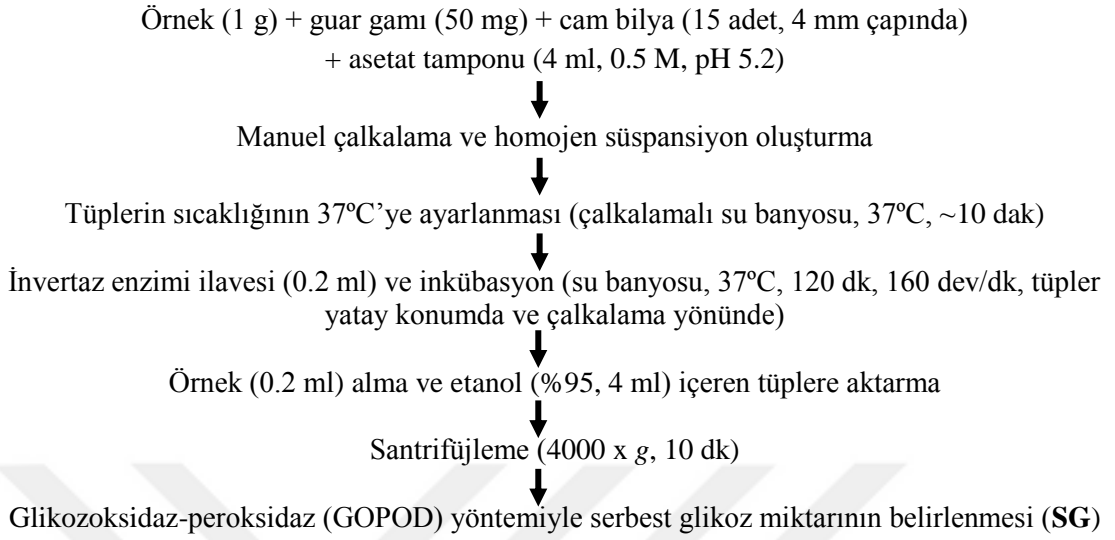 Örnek (1 g) + guar gamı (50 mg) + cam bilya (15 adet, 4 mm çapında)
+ asetat tamponu (4 ml, 0.5 M, pH 5.2)
Manuel çalkalama ve homojen süspansiyon oluşturma
Tüplerin sıcaklığının 37ºC’ye ayarlanması (çalkalamalı su banyosu, 37ºC, ~10 dak)
İnvertaz enzimi ilavesi (0.2 ml) ve inkübasyon (su banyosu, 37ºC, 120 dk, 160 dev/dk, tüpler
yatay konumda ve çalkalama yönünde)
Örnek (0.2 ml) alma ve etanol (%95, 4 ml) içeren tüplere aktarma
Santrifüjleme (4000 x g, 10 dk)
Glikozoksidaz-peroksidaz (GOPOD) yöntemiyle serbest glikoz miktarının belirlenmesi (SG)